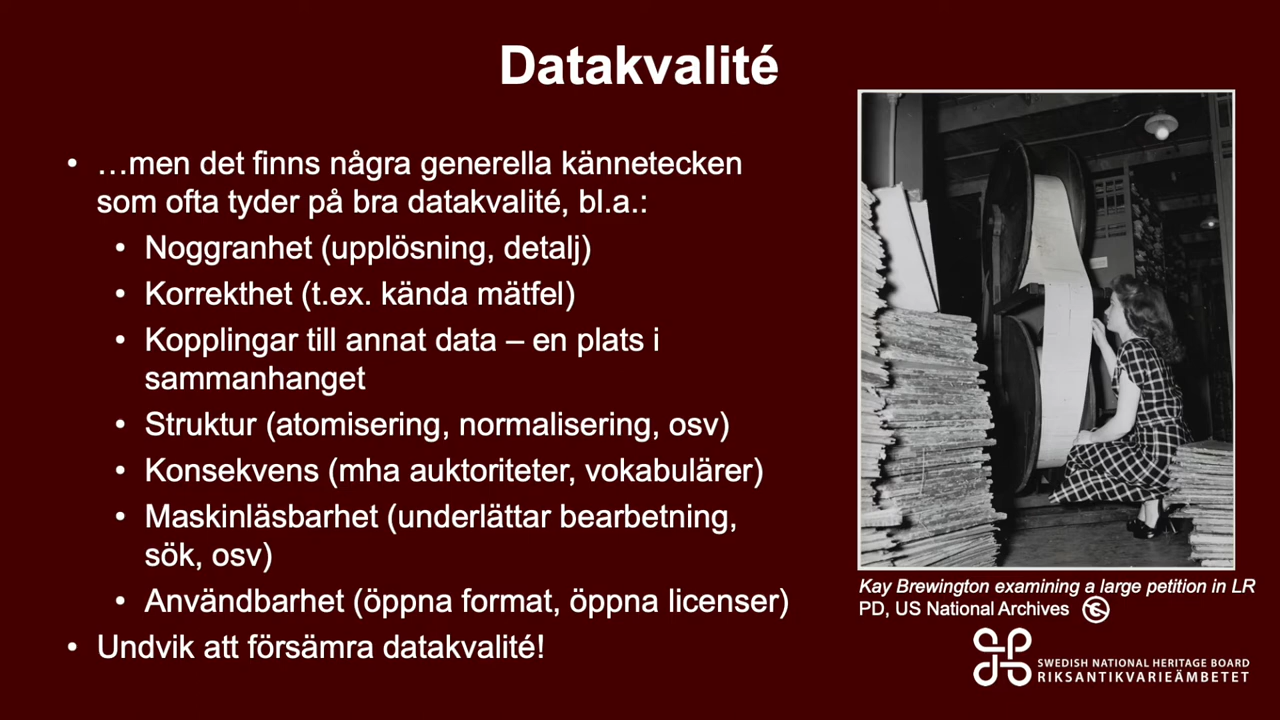 Datakvalité
• …men det finns några generella kännetecken
som ofta tyder på bra datakvalité, bl.a.:
• Noggranhet (upplösning, detalj)
• Korrekthet (t.ex. kända mätfel)
• Kopplingar till annat data – en plats i
sammanhanget
• Struktur (atomisering, normalisering, osv)
• Konsekvens (mha auktoriteter, vokabulärer)
• Maskinläsbarhet (underlättar bearbetning,
sök, osv)
• Användbarhet (öppna format, öppna licenser)
• Undvik att försämra datakvalité!
Kay Brewington examining a large petition in LR
PD, US National Archives
SWEDISH NATIONAL HERITAGE BOARD
RIKSANTIKVARIEÄMBETET